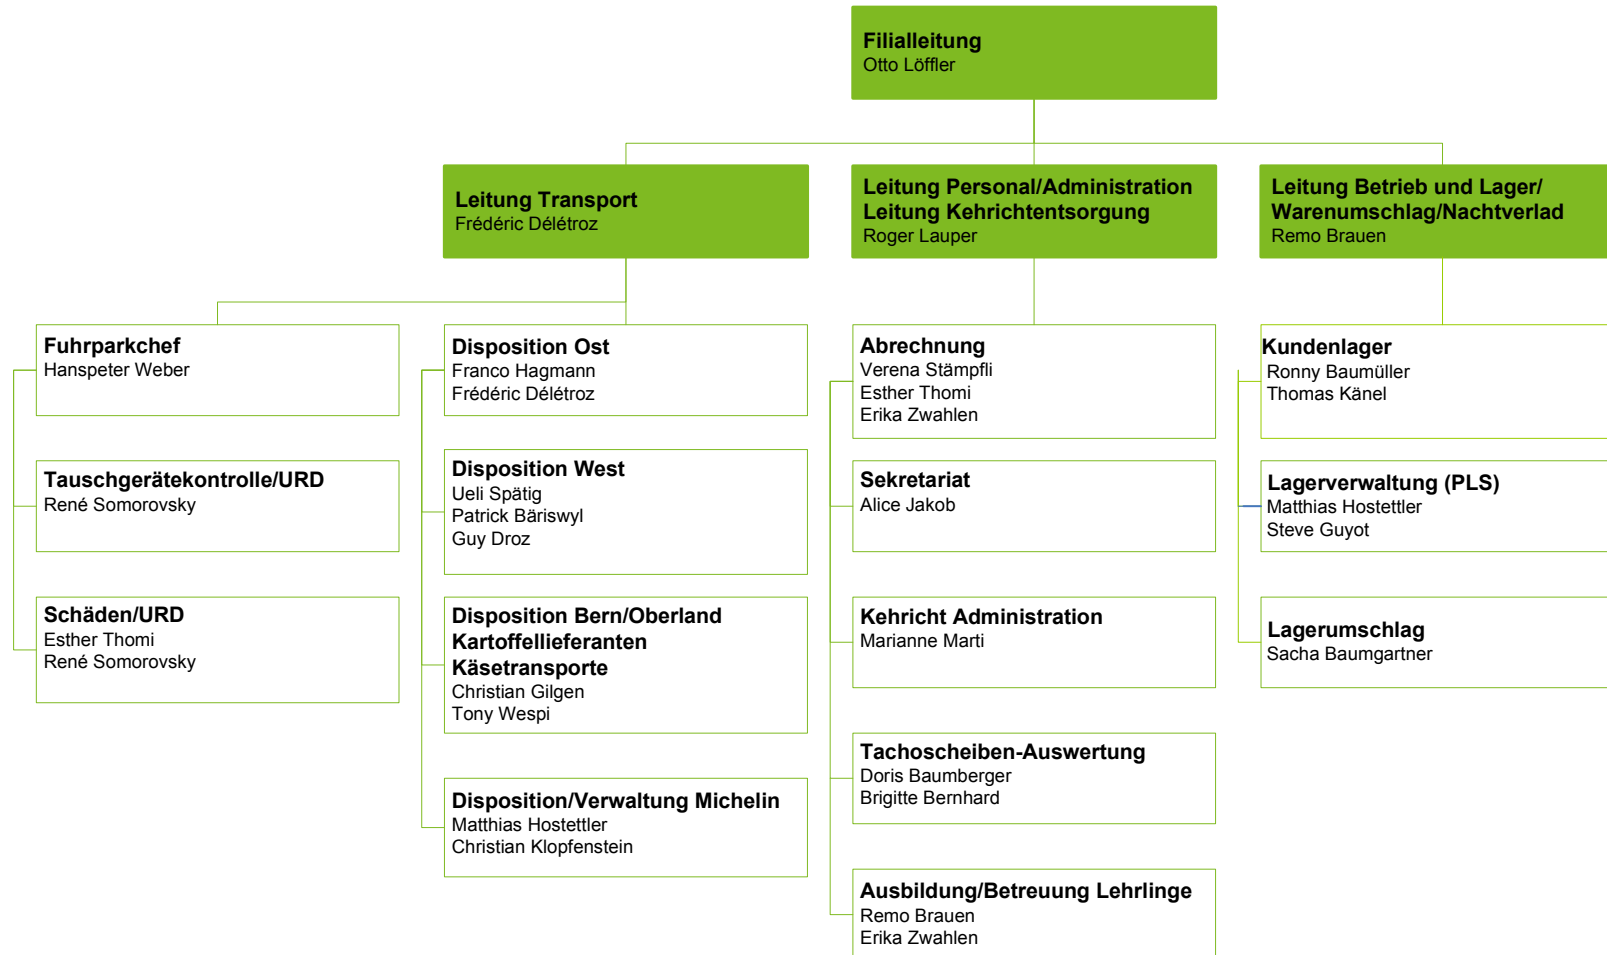 Filialleitung
Otto Löffler
Leitung Transport
Frédéric Délétroz
Leitung Personal/Administration
Leitung Kehrichtentsorgung
Roger Lauper
Leitung Betrieb und Lager/
Warenumschlag/Nachtverlad
Remo Brauen
Fuhrparkchef
Hanspeter Weber
Tauschgerätekontrolle/URD
René Somorovsky
Schäden/URD
Esther Thomi
René Somorovsky
Disposition Ost
Franco Hagmann
Frédéric Délétroz
Disposition West
Ueli Spätig
Patrick Bäriswyl
Guy Droz
Disposition Bern/Oberland
Kartoffellieferanten
Käsetransporte
Christian Gilgen
Tony Wespi
Disposition/Verwaltung Michelin
Matthias Hostettler
Christian Klopfenstein
Abrechnung
Verena Stämpfli
Esther Thomi
Erika Zwahlen
Sekretariat
Alice Jakob
Kehricht Administration
Marianne Marti
Tachoscheiben-Auswertung
Doris Baumberger
Brigitte Bernhard
Ausbildung/Betreuung Lehrlinge
Remo Brauen
Erika Zwahlen
Kundenlager
Ronny Baumüller
Thomas Känel
Lagerverwaltung (PLS)
Matthias Hostettler
Steve Guyot
Lagerumschlag
Sacha Baumgartner